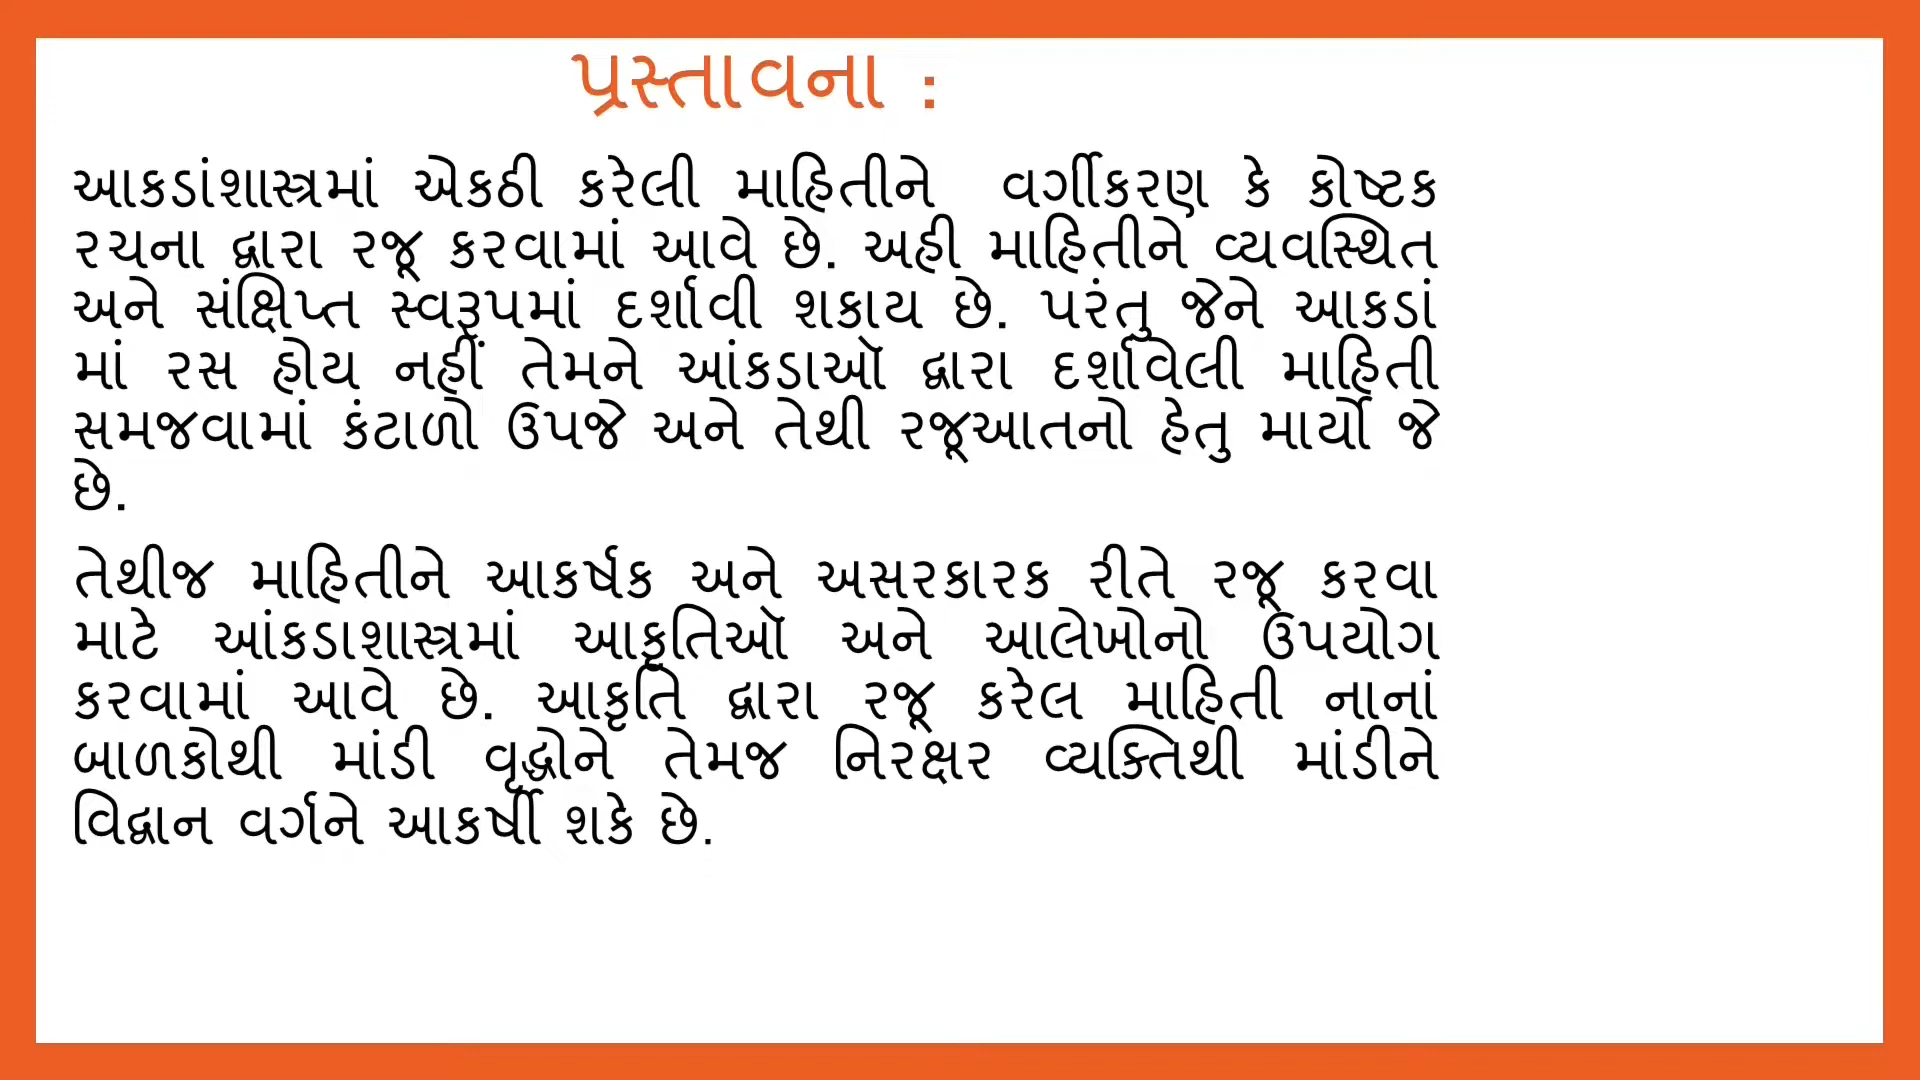 પ્રસ્તાવના :
આકડાંશાસ્ત્રમાં એકઠી કરેલી માહિતીને વર્ગીકરણ કે કોષ્ટક
રચના દ્વારા રજૂ કરવામાં આવે છે. અહી માહિતીને વ્યવસ્થિત
અને સંક્ષિપ્ત સ્વરૂપમાં દર્શાવી શકાય છે. પરંતુ જેને આકડાં
માં રસ હોય નહીં તેમને આંકડાઑ દ્વારા દર્શાવેલી માહિતી
સમજવામાં કંટાળો ઉપજે અને તેથી રજૂઆતનો હેતુ માર્યો જે
છે.
તેથીજ માહિતીને આકર્ષક અને અસરકારક રીતે રજૂ કરવા
માટે આંકડાશાસ્ત્રમાં આકૃતિઑ અને આલેખોનો ઉપયોગ
કરવામાં આવે છે. આકૃતિ દ્વારા રજૂ કરેલ માહિતી નાનાં
બાળકોથી માંડી વૃદ્ધોને તેમજ નિરક્ષર વ્યક્તિથી માંડીને
વિદ્વાન વર્ગને આકર્ષી શકે છે.